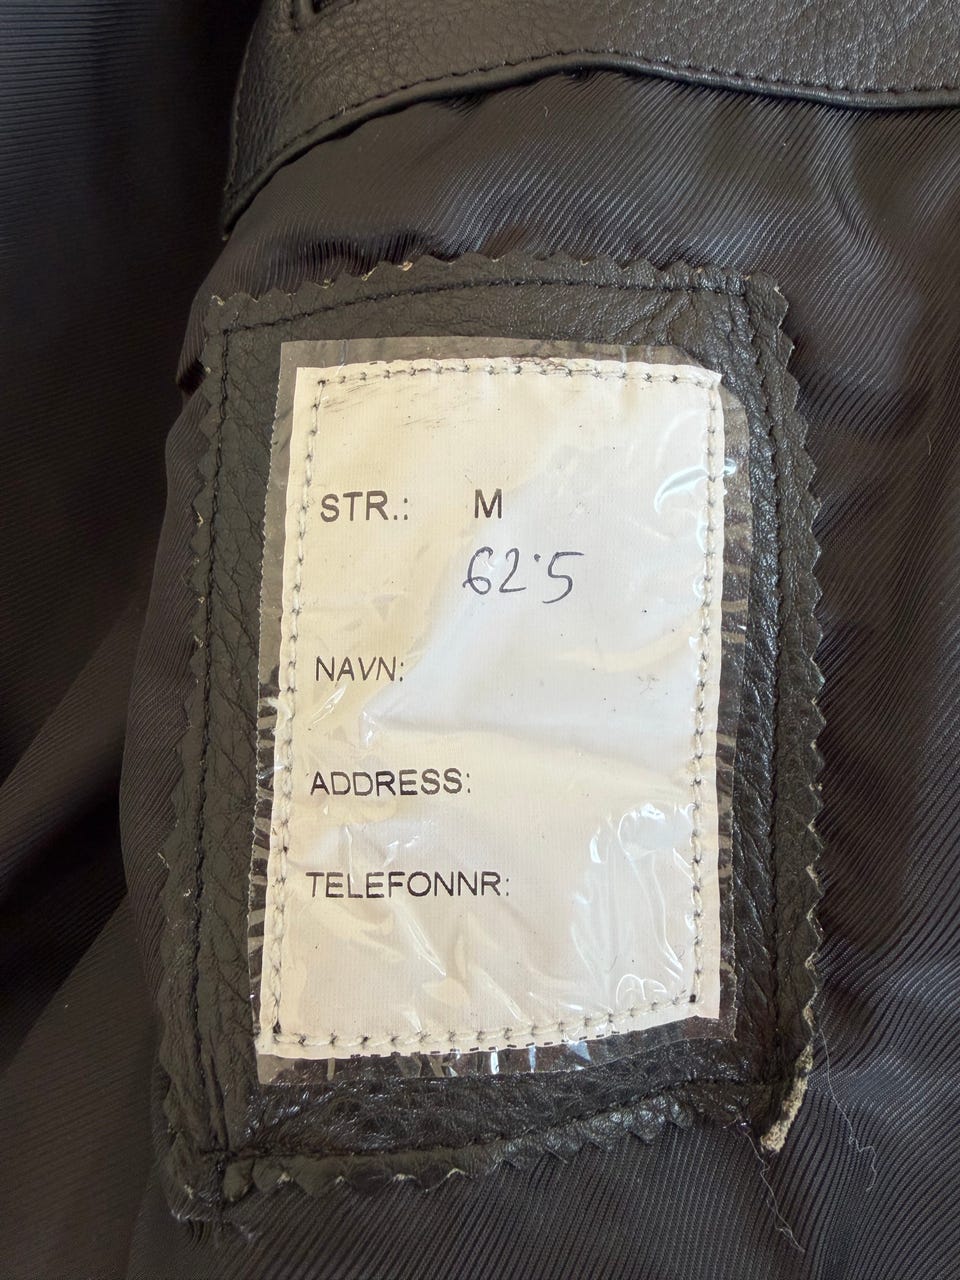 STR.: M
62.5
NAVN:
ADDRESS:
TELEFONNR: